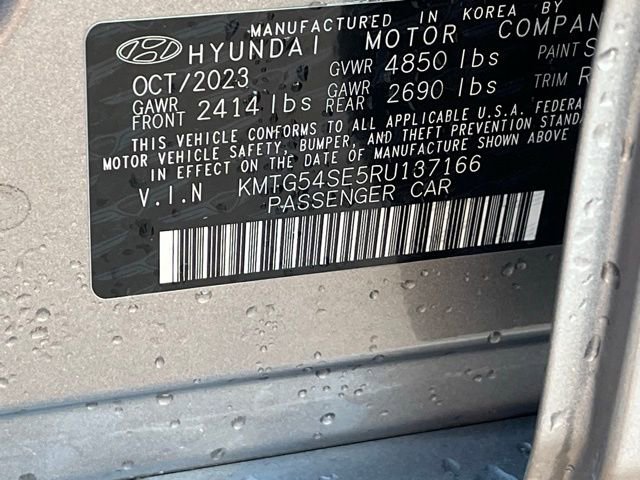 MANUFACTURED IN KOREA BY
HYUNDAI MOTOR COMPAN
OCT/2023 GVWR 4850 lbs PAINT S
GAWR FRONT 2414 lbs GAWR REAR 2690 lbs TRIM
THIS VEHICLE CONFORMS TO ALL APPLICABLE U.S.A. FEDERA
MOTOR VEHICLE SAFETY, BUMPER, AND THEFT PREVENTION STANDARDS
IN EFFECT ON THE DATE OF MANUFACTURE SHOWN ABOVE
V.I.N KMTG54SE5RU137166
PASSENGER CAR